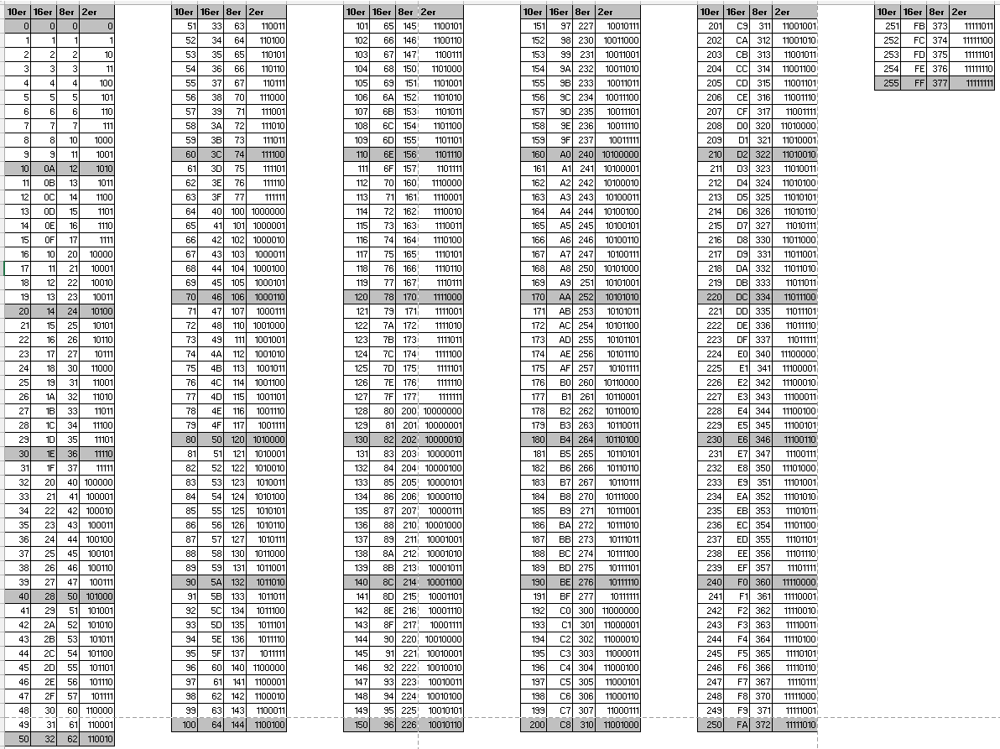 10er 16er 8er 2er
0 0 0 0
1 1 1 1
2 2 2 10
3 3 3 11
4 4 4 100
5 5 5 101
6 6 6 110
7 7 7 111
8 8 10 1000
9 9 11 1001
10 0A 12 1010
11 0B 13 1011
12 0C 14 1100
13 0D 15 1101
14 0E 16 1110
15 0F 17 1111
16 10 20 10000
17 11 21 10001
18 12 22 10010
19 13 23 10011
20 14 24 10100
21 15 25 10101
22 16 26 10110
23 17 27 10111
24 18 30 11000
25 19 31 11001
26 1A 32 11010
27 1B 33 11011
28 1C 34 11100
29 1D 35 11101
30 1E 36 11110
31 1F 37 11111
32 20 40 100000
33 21 41 100001
34 22 42 100010
35 23 43 100011
36 24 44 100100
37 25 45 100101
38 26 46 100110
39 27 47 100111
40 28 50 101000
41 29 51 101001
42 2A 52 101010
43 2B 53 101011
44 2C 54 101100
45 2D 55 101101
46 2E 56 101110
47 2F 57 101111
48 30 60 110000
49 31 61 110001
50 32 62 110010
10er 16er 8er 2er
51 33 63 110011
52 34 64 110100
53 35 65 110101
54 36 66 110110
55 37 67 110111
56 38 70 111000
57 39 71 111001
58 3A 72 111010
59 3B 73 111011
60 3C 74 111100
61 3D 75 111101
62 3E 76 111110
63 3F 77 111111
64 40 100 1000000
65 41 101 1000001
66 42 102 1000010
67 43 103 1000011
68 44 104 1000100
69 45 105 1000101
70 46 106 1000110
71 47 107 1000111
72 48 110 1001000
73 49 111 1001001
74 4A 112 1001010
75 4B 113 1001011
76 4C 114 1001100
77 4D 115 1001101
78 4E 116 1001110
79 4F 117 1001111
80 50 120 1010000
81 51 121 1010001
82 52 122 1010010
83 53 123 1010011
84 54 124 1010100
85 55 125 1010101
86 56 126 1010110
87 57 127 1010111
88 58 130 1011000
89 59 131 1011001
90 5A 132 1011010
91 5B 133 1011011
92 5C 134 1011100
93 5D 135 1011101
94 5E 136 1011110
95 5F 137 1011111
96 60 140 1100000
97 61 141 1100001
98 62 142 1100010
99 63 143 1100011
100 64 144 1100100
10er 16er 8er 2er
101 65 145 1100101
102 66 146 1100110
103 67 147 1100111
104 68 150 1101000
105 69 151 1101001
106 6A 152 1101010
107 6B 153 1101011
108 6C 154 1101100
109 6D 155 1101101
110 6E 156 1101110
111 6F 157 1101111
112 70 160 1110000
113 71 161 1110001
114 72 162 1110010
115 73 163 1110011
116 74 164 1110100
117 75 165 1110101
118 76 166 1110110
119 77 167 1110111
120 78 170 1111000
121 79 171 1111001
122 7A 172 1111010
123 7B 173 1111011
124 7C 174 1111100
125 7D 175 1111101
126 7E 176 1111110
127 7F 177 1111111
128 80 200 10000000
129 81 201 10000001
130 82 202 10000010
131 83 203 10000011
132 84 204 10000100
133 85 205 10000101
134 86 206 10000110
135 87 207 10000111
136 88 210 10001000
137 89 211 10001001
138 8A 212 10001010
139 8B 213 10001011
140 8C 214 10001100
141 8D 215 10001101
142 8E 216 10001110
143 8F 217 10001111
144 90 220 10010000
145 91 221 10010001
146 92 222 10010010
147 93 223 10010011
148 94 224 10010100
149 95 225 10010101
150 96 226 10010110
10er 16er 8er 2er
151 97 227 10010111
152 98 230 10011000
153 99 231 10011001
154 9A 232 10011010
155 9B 233 10011011
156 9C 234 10011100
157 9D 235 10011101
158 9E 236 10011110
159 9F 237 10011111
160 A0 240 10100000
161 A1 241 10100001
162 A2 242 10100010
163 A3 243 10100011
164 A4 244 10100100
165 A5 245 10100101
166 A6 246 10100110
167 A7 247 10100111
168 A8 250 10101000
169 A9 251 10101001
170 AA 252 10101010
171 AB 253 10101011
172 AC 254 10101100
173 AD 255 10101101
174 AE 256 10101110
175 AF 257 10101111
176 B0 260 10110000
177 B1 261 10110001
178 B2 262 10110010
179 B3 263 10110011
180 B4 264 10110100
181 B5 265 10110101
182 B6 266 10110110
183 B7 267 10110111
184 B8 270 10111000
185 B9 271 10111001
186 BA 272 10111010
187 BB 273 10111011
188 BC 274 10111100
189 BD 275 10111101
190 BE 276 10111110
191 BF 277 10111111
192 C0 300 11000000
193 C1 301 11000001
194 C2 302 11000010
195 C3 303 11000011
196 C4 304 11000100
197 C5 305 11000101
198 C6 306 11000110
199 C7 307 11000111
200 C8 310 11001000
10er 16er 8er 2er
201 C9 311 11001001
202 CA 312 11001010
203 CB 313 11001011
204 CC 314 11001100
205 CD 315 11001101
206 CE 316 11001110
207 CF 317 11001111
208 D0 320 11010000
209 D1 321 11010001
210 D2 322 11010010
211 D3 323 11010011
212 D4 324 11010100
213 D5 325 11010101
214 D6 326 11010110
215 D7 327 11010111
216 D8 330 11011000
217 D9 331 11011001
218 DA 332 11011010
219 DB 333 11011011
220 DC 334 11011100
221 DD 335 11011101
222 DE 336 11011110
223 DF 337 11011111
224 E0 340 11100000
225 E1 341 11100001
226 E2 342 11100010
227 E3 343 11100011
228 E4 344 11100100
229 E5 345 11100101
230 E6 346 11100110
231 E7 347 11100111
232 E8 350 11101000
233 E9 351 11101001
234 EA 352 11101010
235 EB 353 11101011
236 EC 354 11101100
237 ED 355 11101101
238 EE 356 11101110
239 EF 357 11101111
240 F0 360 11110000
241 F1 361 11110001
242 F2 362 11110010
243 F3 363 11110011
244 F4 364 11110100
245 F5 365 11110101
246 F6 366 11110110
247 F7 367 11110111
248 F8 370 11111000
249 F9 371 11111001
250 FA 372 11111010
10er 16er 8er 2er
251 FB 373 11111011
252 FC 374 11111100
253 FD 375 11111101
254 FE 376 11111110
255 FF 377 11111111